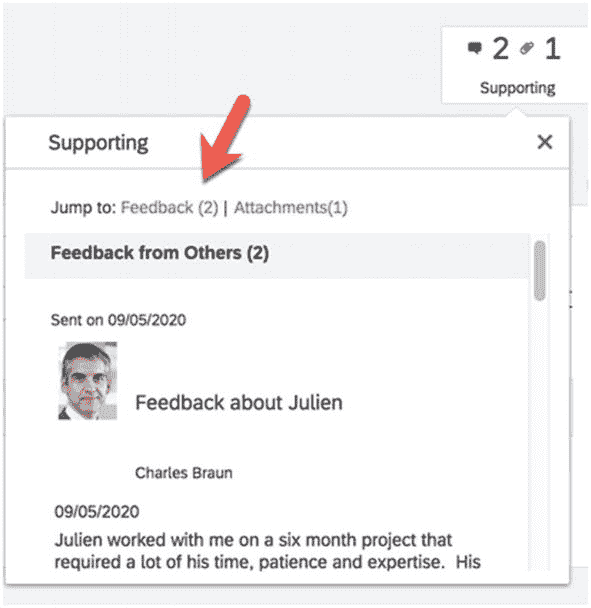 2 1
Supporting
Supporting
Jump to: Feedback (2) | Attachments(1)
Feedback from Others (2)
Sent on 09/05/2020
Feedback about Julien
Charles Braun
09/05/2020
Julien worked with me on a six month project that
required a lot of his time, patience and expertise. His